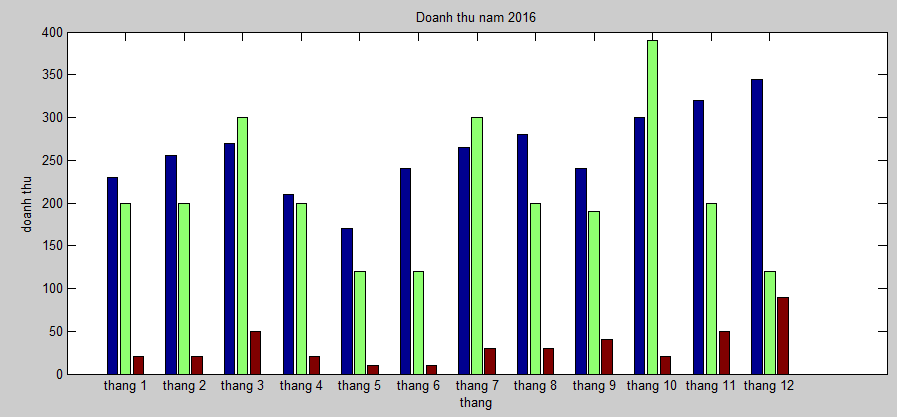 Doanh thu nam 2016
400
350
300
250
200
150
100
50
0
doanh thu
thang 1 thang 2 thang 3 thang 4 thang 5 thang 6 thang 7 thang 8 thang 9 thang 10 thang 11 thang 12
thang